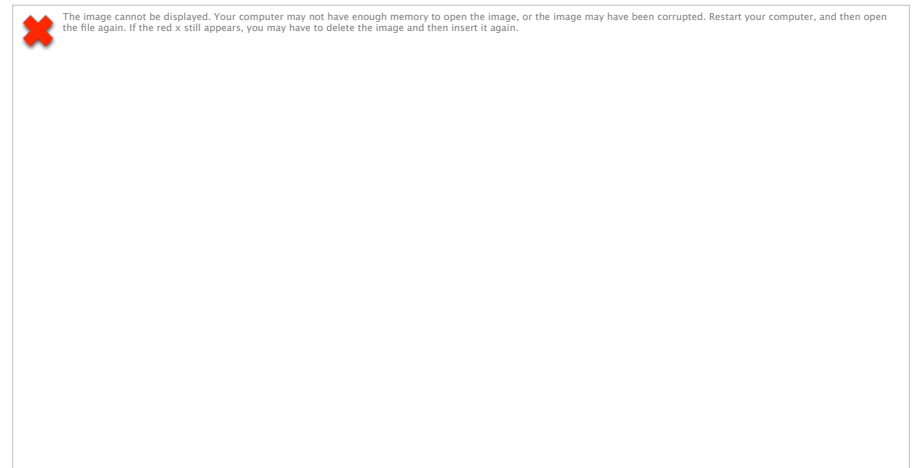 The image cannot be displayed. Your computer may not have enough memory to open the image, or the image may have been corrupted. Restart your computer, and then open
the file again. If the red x still appears, you may have to delete the image and then insert it again.